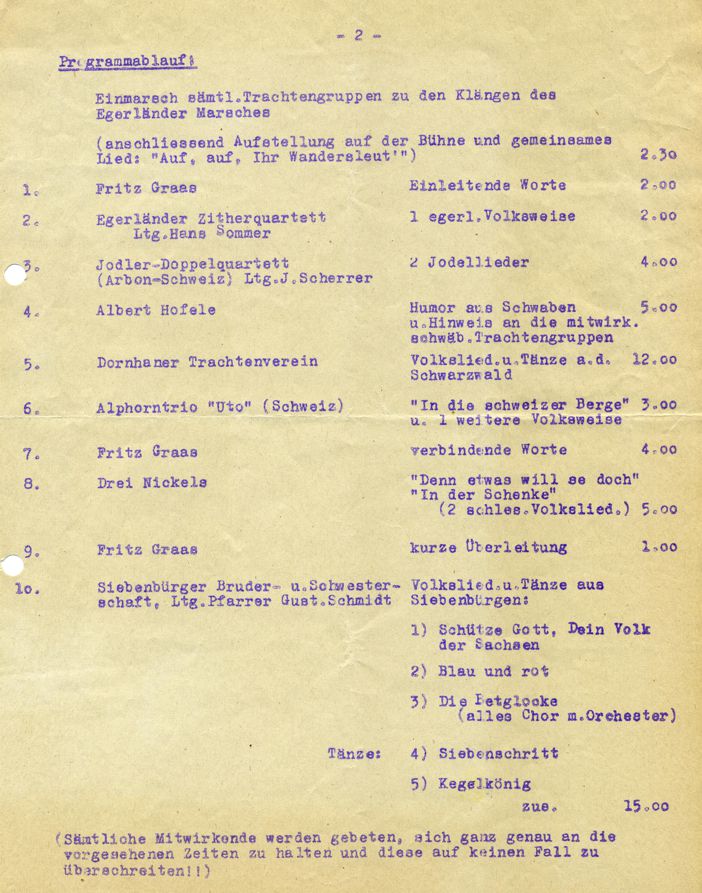 - 2 -
Programmablauf:
Einmarsch sämtl.Trachtengruppen zu den Klängen des
Egerländer Marsches
(anschliessend Aufstellung auf der Bühne und gemeinsames
Lied: "Auf, auf, Ihr Wandersleut'") 2.30
1. Fritz Graas Einleitende Worte 2.00
2. Egerländer Zitherquartett 1 egerl.Volksweise 2.00
Ltg.Hans Sommer
3. Jodler-Doppelquartett 2 Jodellieder 4.00
(Arbon-Schweiz) Ltg.J.Scherrer
4. Albert Hofele Humor aus Schwaben 5.00
u.Hinweis an die mitwirk.
schwäb.Trachtengruppen
5. Dornhaner Trachtenverein Volkslied.u.Tänze a.d. 12.00
Schwarzwald
6. Alphorntrio "Uto" (Schweiz) "In die schweizer Berge" 3.00
u. 1 weitere Volksweise
7. Fritz Graas verbindende Worte 4.00
8. Drei Nickels "Denn etwas will se doch"
"In der Schenke"
(2 schles.Volkslied.) 5.00
9. Fritz Graas kurze Überleitung 1.00
1o. Siebenbürger Bruder- u.Schwester- Volkslied.u.Tänze aus
schaft, Ltg.Pfarrer Gust.Schmidt Siebenbürgen:
1) Schütze Gott, Dein Volk
der Sachsen
2) Blau und rot
3) Die Betglocke
(alles Chor m.Orchester)
Tänze: 4) Siebenschritt
5) Kegelkönig
zus. 15.00
(Sämtliche Mitwirkende werden gebeten, sich ganz genau an die
vorgesehenen Zeiten zu halten und diese auf keinen Fall zu
überschreiten!!)